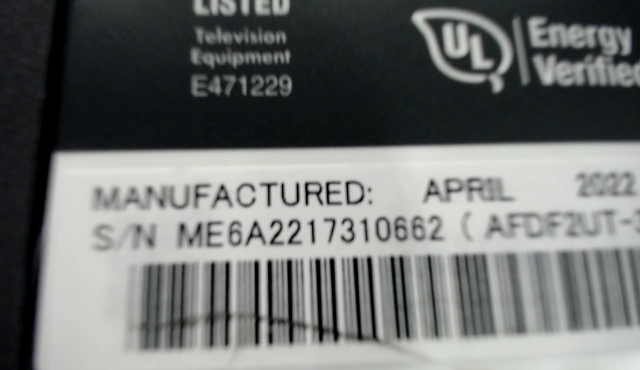 LISTED
Television
Equipment
E471229
UL
Energy
Verified
MANUFACTURED: APRIL 2022
S/N ME6A2217310662 ( AFDF2UT-